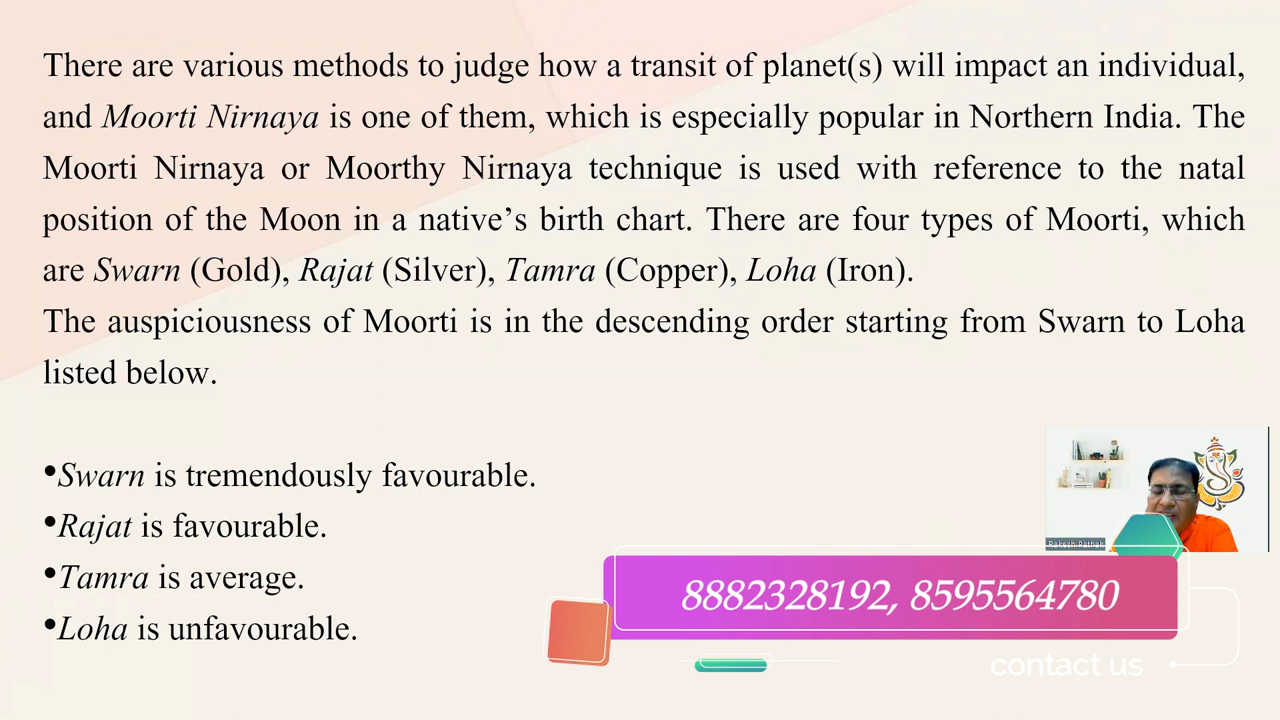 There are various methods to judge how a transit of planet(s) will impact an individual,
and Moorti Nirnaya is one of them, which is especially popular in Northern India. The
Moorti Nirnaya or Moorthy Nirnaya technique is used with reference to the natal
position of the Moon in a native’s birth chart. There are four types of Moorti, which
are Swarn (Gold), Rajat (Silver), Tamra (Copper), Loha (Iron).
The auspiciousness of Moorti is in the descending order starting from Swarn to Loha
listed below.
•Swarn is tremendously favourable.
•Rajat is favourable.
•Tamra is average.
•Loha is unfavourable.
8882328192, 8595564780
contact us